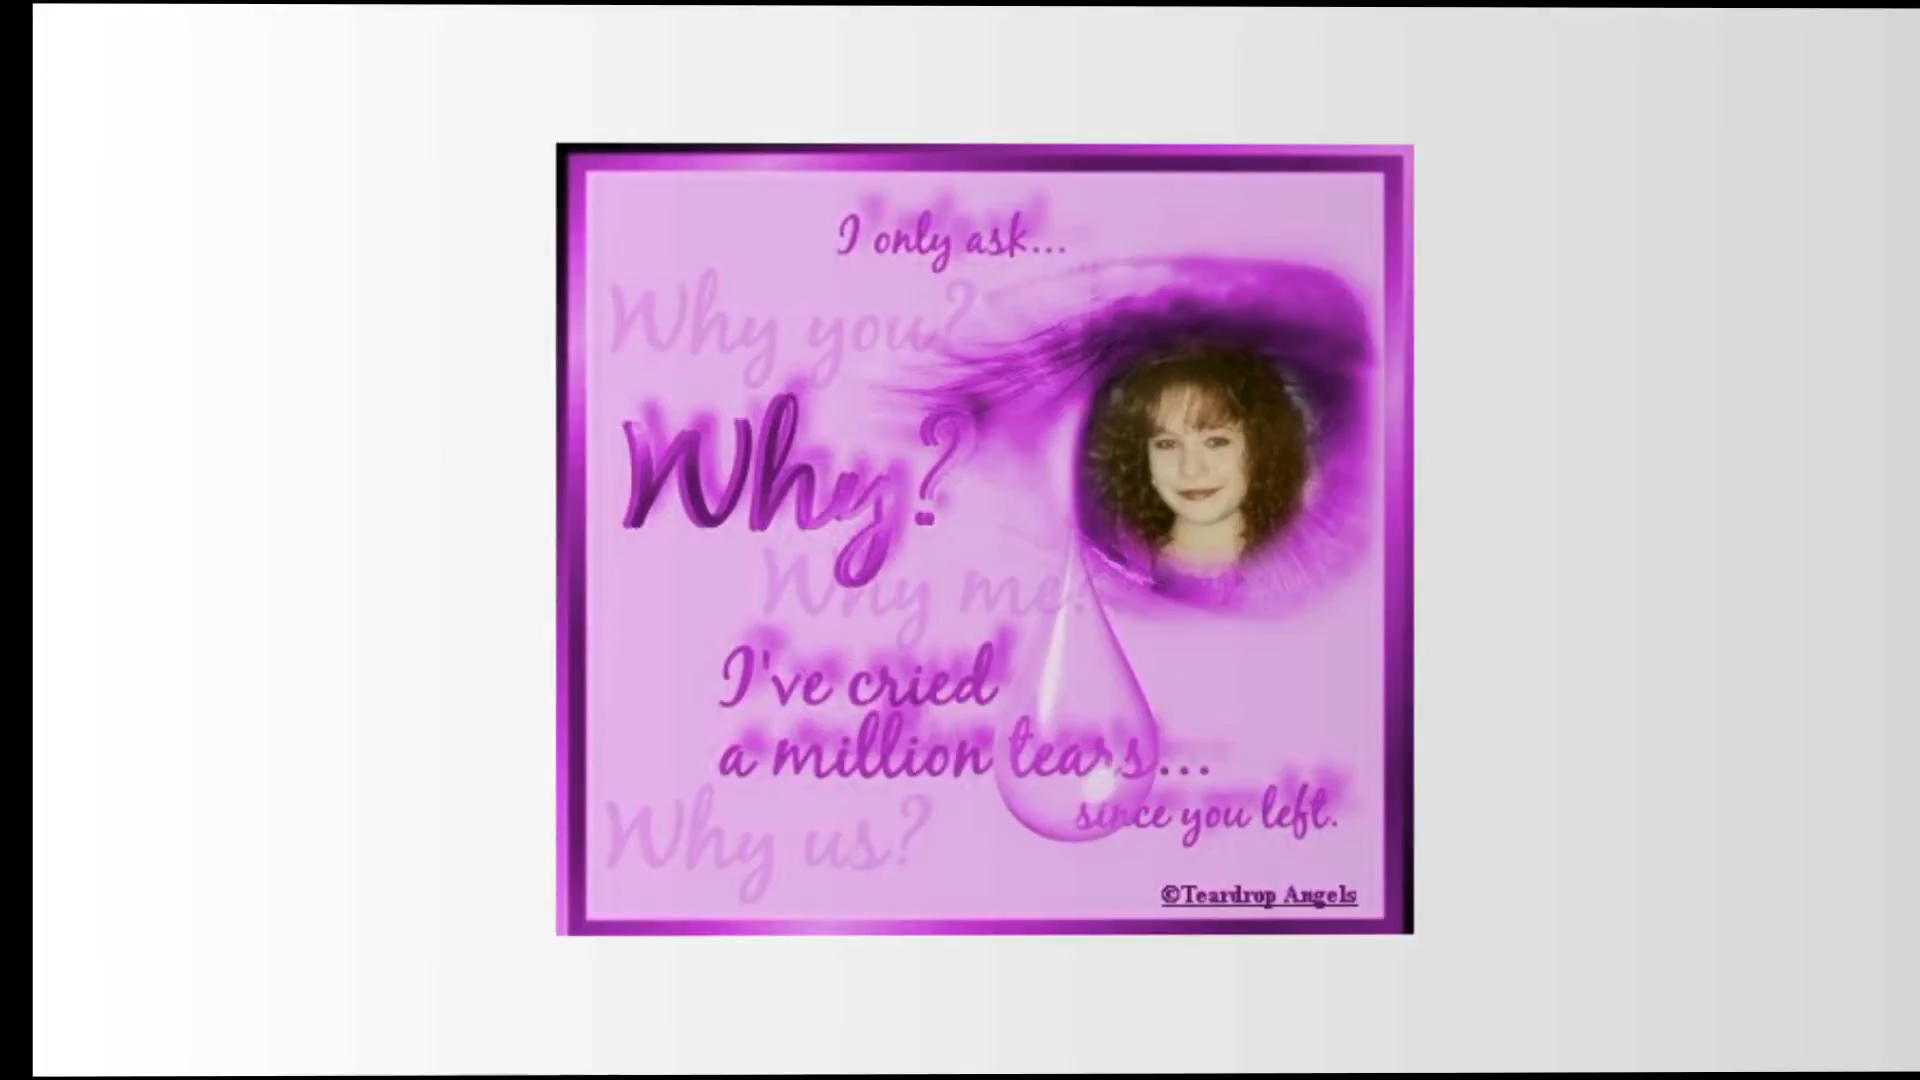 I only ask...
Why you?
Why?
Why me?
I've cried
a million tears...
since you left.
Why us?
©Teardrop Angels